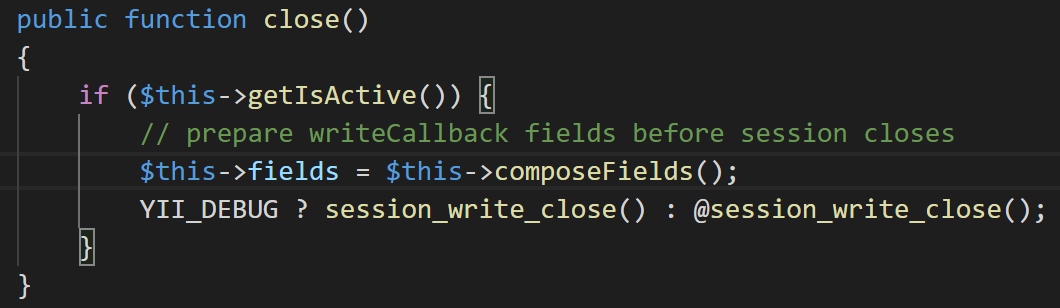 public function close()
{
if ($this->getIsActive()) {
// prepare writeCallback fields before session closes
$this->fields = $this->composeFields();
YII_DEBUG ? session_write_close() : @session_write_close();
}
}